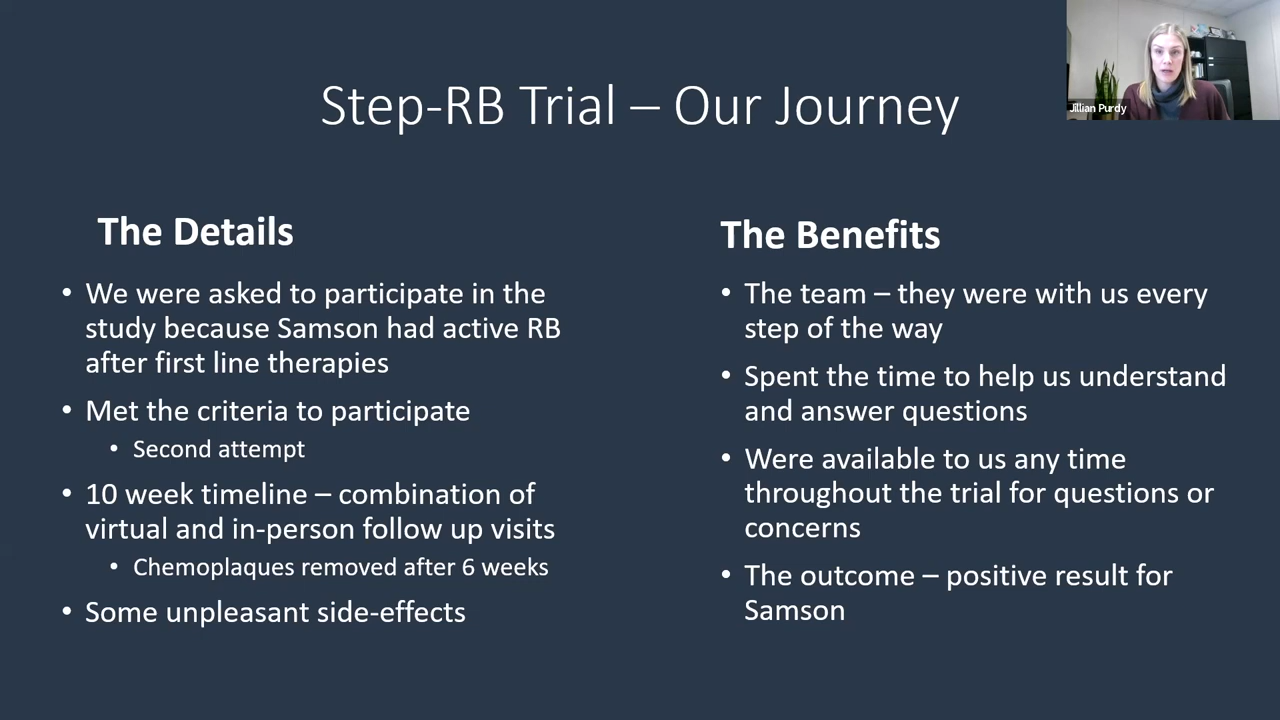 Jillian Purdy
Step-RB Trial – Our Journey
The Details
• We were asked to participate in the
study because Samson had active RB
after first line therapies
• Met the criteria to participate
• Second attempt
• 10 week timeline – combination of
virtual and in-person follow up visits
• Chemoplaques removed after 6 weeks
• Some unpleasant side-effects
The Benefits
• The team – they were with us every
step of the way
• Spent the time to help us understand
and answer questions
• Were available to us any time
throughout the trial for questions or
concerns
• The outcome – positive result for
Samson